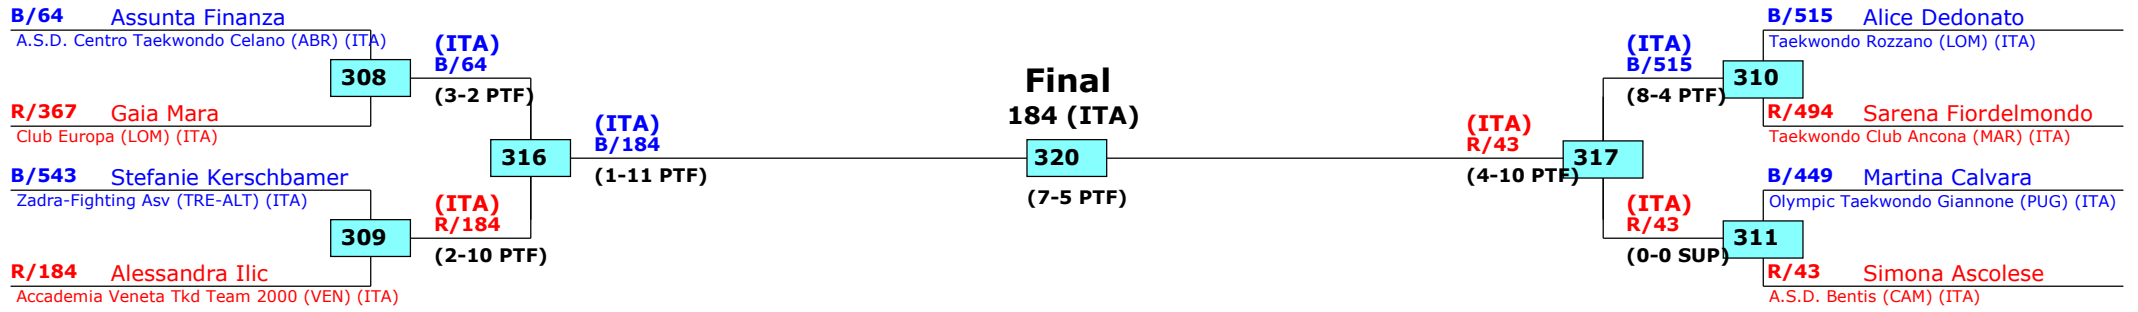 B/64 Assunta Finanza
A.S.D. Centro Taekwondo Celano (ABR) (ITA)
308
R/367 Gaia Mara
Club Europa (LOM) (ITA)
(ITA)
B/64
(3-2 PTF)
B/543 Stefanie Kerschbamer
Zadra-Fighting Asv (TRE-ALT) (ITA)
309
R/184 Alessandra Ilic
Accademia Veneta Tkd Team 2000 (VEN) (ITA)
(ITA)
R/184
(2-10 PTF)
316
(ITA)
B/184
(1-11 PTF)
Final
184 (ITA)
320
(7-5 PTF)
(ITA)
R/43
(4-10 PTF)
317
(ITA)
B/515
(8-4 PTF)
310
B/515 Alice Dedonato
Taekwondo Rozzano (LOM) (ITA)
R/494 Sarena Fiordelmondo
Taekwondo Club Ancona (MAR) (ITA)
(ITA)
R/43
(0-0 SUP)
311
B/449 Martina Calvara
Olympic Taekwondo Giannone (PUG) (ITA)
R/43 Simona Ascolese
A.S.D. Bentis (CAM) (ITA)